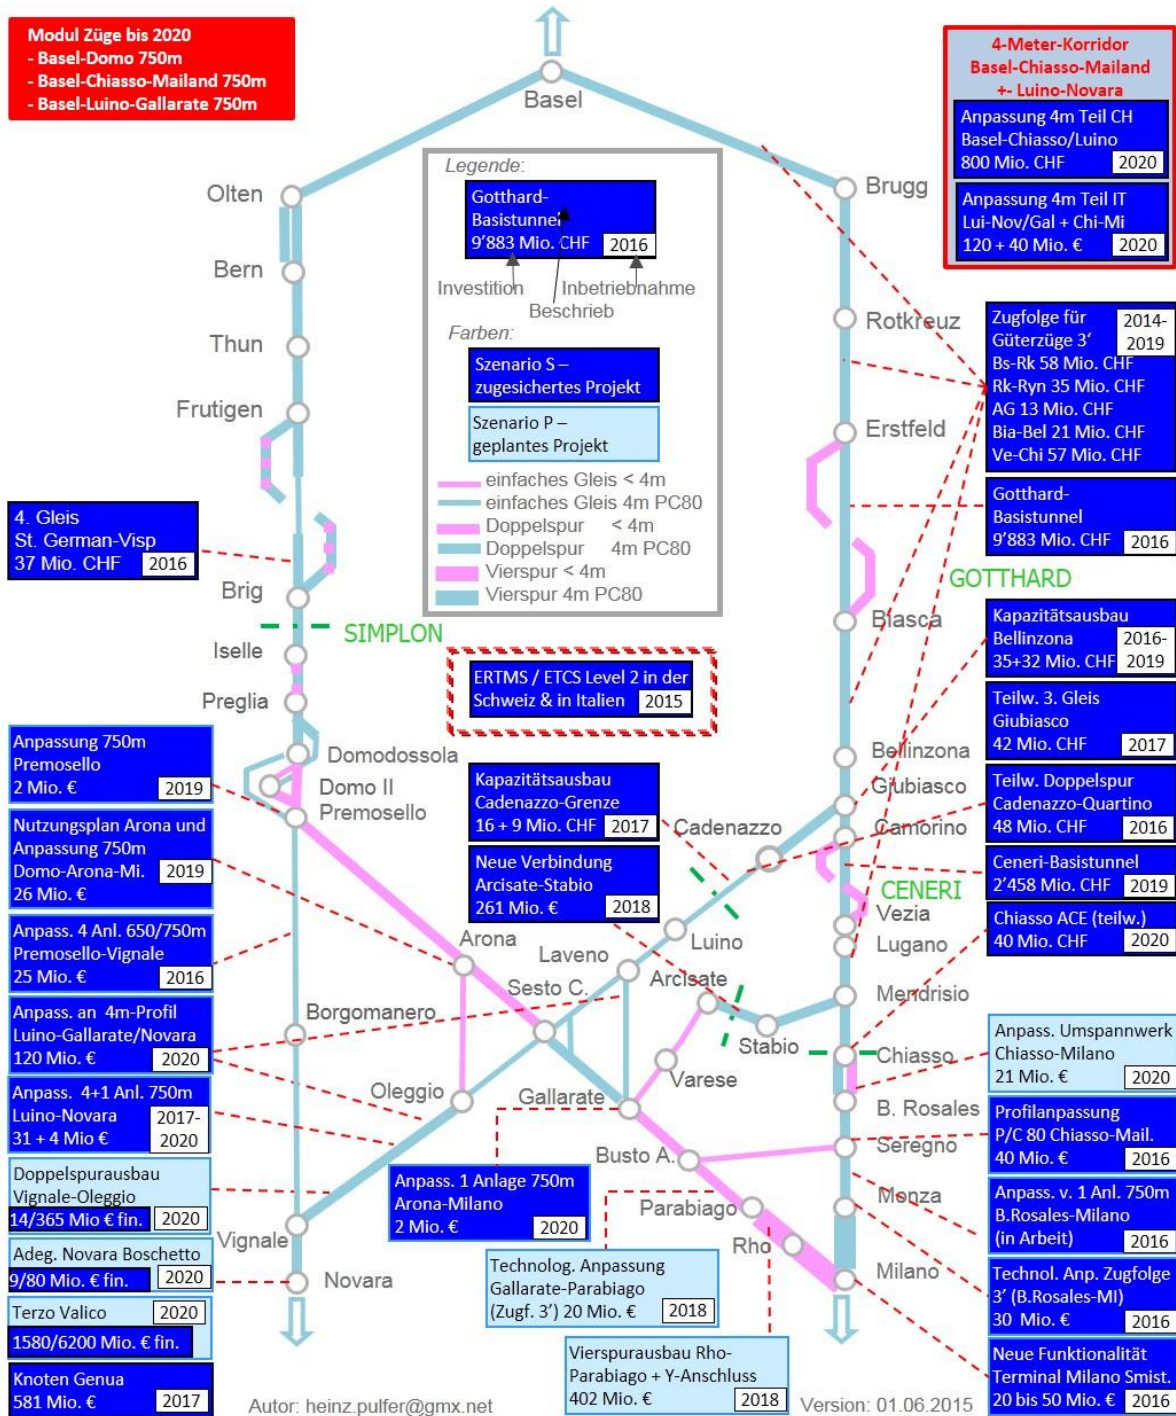 Modul Züge bis 2020
- Basel-Domo 750m
- Basel-Chiasso-Mailand 750m
- Basel-Luino-Gallarate 750m
4-Meter-Korridor
Basel-Chiasso-Mailand
+- Luino-Novara
Anpassung 4m Teil CH
Basel-Chiasso/Luino
800 Mio. CHF 2020
Anpassung 4m Teil IT
Lui-Nov/Gal + Chi-Mi
120 + 40 Mio. € 2020
Legende:
Gotthard-
Basistunnel
9’883 Mio. CHF 2016
Investition Inbetriebnahme
Beschrieb
Farben:
Szenario S –
zugesichertes Projekt
Szenario P –
geplantes Projekt
einfaches Gleis < 4m
einfaches Gleis 4m PC80
Doppelspur < 4m
Doppelspur 4m PC80
Vierspur < 4m
Vierspur 4m PC80
ERTMS / ETCS Level 2 in der
Schweiz & in Italien 2015
Basel
Olten
Bern
Thun
Frutigen
Brig
SIMPLON
Iselle
Preglia
Domodossola
Domo II
Premosello
Arona
Sesto C.
Borgomanero
Oleggio
Vignale
Novara
Brugg
Rotkreuz
Erstfeld
GOTTHARD
Biasca
Bellinzona
Giubiasco
Cadenazzo
Camorino
CENERI
Vezia
Lugano
Luino
Laveno
Arcisate
Mendrisio
Stabio
Chiasso
Varese
Gallarate
B. Rosales
Seregno
Busto A.
Monza
Parabiago
Rho
Milano
4. Gleis
St. German-Visp
37 Mio. CHF 2016
Anpassung 750m
Premosello
2 Mio. € 2019
Nutzungsplan Arona und
Anpassung 750m
Domo-Arona-Mi. 2019
26 Mio. €
Anpass. 4 Anl. 650/750m
Premosello-Vignale
25 Mio. € 2016
Anpass. an 4m-Profil
Luino-Gallarate/Novara
120 Mio. € 2020
Anpass. 4+1 Anl. 750m
Luino-Novara 2017-
31 + 4 Mio € 2020
Doppelspurausbau
Vignale-Oleggio
14/365 Mio € fin. 2020
Adeg. Novara Boschetto
9/80 Mio. € fin. 2020
Terzo Valico 2020
1580/6200 Mio. € fin.
Knoten Genua
581 Mio. € 2017
Kapazitätsausbau
Cadenazzo-Grenze
16 + 9 Mio. CHF 2017
Neue Verbindung
Arcisate-Stabio
261 Mio. € 2018
Anpass. 1 Anlage 750m
Arona-Milano
2 Mio. € 2020
Technolog. Anpassung
Gallarate-Parabiago
(Zugf. 3’) 20 Mio. € 2018
Vierspurausbau Rho-
Parabiago + Y-Anschluss
402 Mio. € 2018
Zugfolge für 2014-
Güterzüge 3‘ 2019
Bs-Rk 58 Mio. CHF
Rk-Ryn 35 Mio. CHF
AG 13 Mio. CHF
Bia-Bel 21 Mio. CHF
Ve-Chi 57 Mio. CHF
Gotthard-
Basistunnel
9’883 Mio. CHF 2016
Kapazitätsausbau
Bellinzona 2016-
35+32 Mio. CHF 2019
Teilw. 3. Gleis
Giubiasco
42 Mio. CHF 2017
Teilw. Doppelspur
Cadenazzo-Quartino
48 Mio. CHF 2016
Ceneri-Basistunnel
2’458 Mio. CHF 2019
Chiasso ACE (teilw.)
40 Mio. CHF 2020
Anpass. Umspannwerk
Chiasso-Milano
21 Mio. € 2020
Profilanpassung
P/C 80 Chiasso-Mail.
40 Mio. € 2016
Anpass. v. 1 Anl. 750m
B.Rosales-Milano
(in Arbeit) 2016
Technol. Anp. Zugfolge
3’ (B.Rosales-MI)
30 Mio. € 2016
Neue Funktionalität
Terminal Milano Smist.
20 bis 50 Mio. € 2016
Autor: heinz.pulfer@gmx.net
Version: 01.06.2015